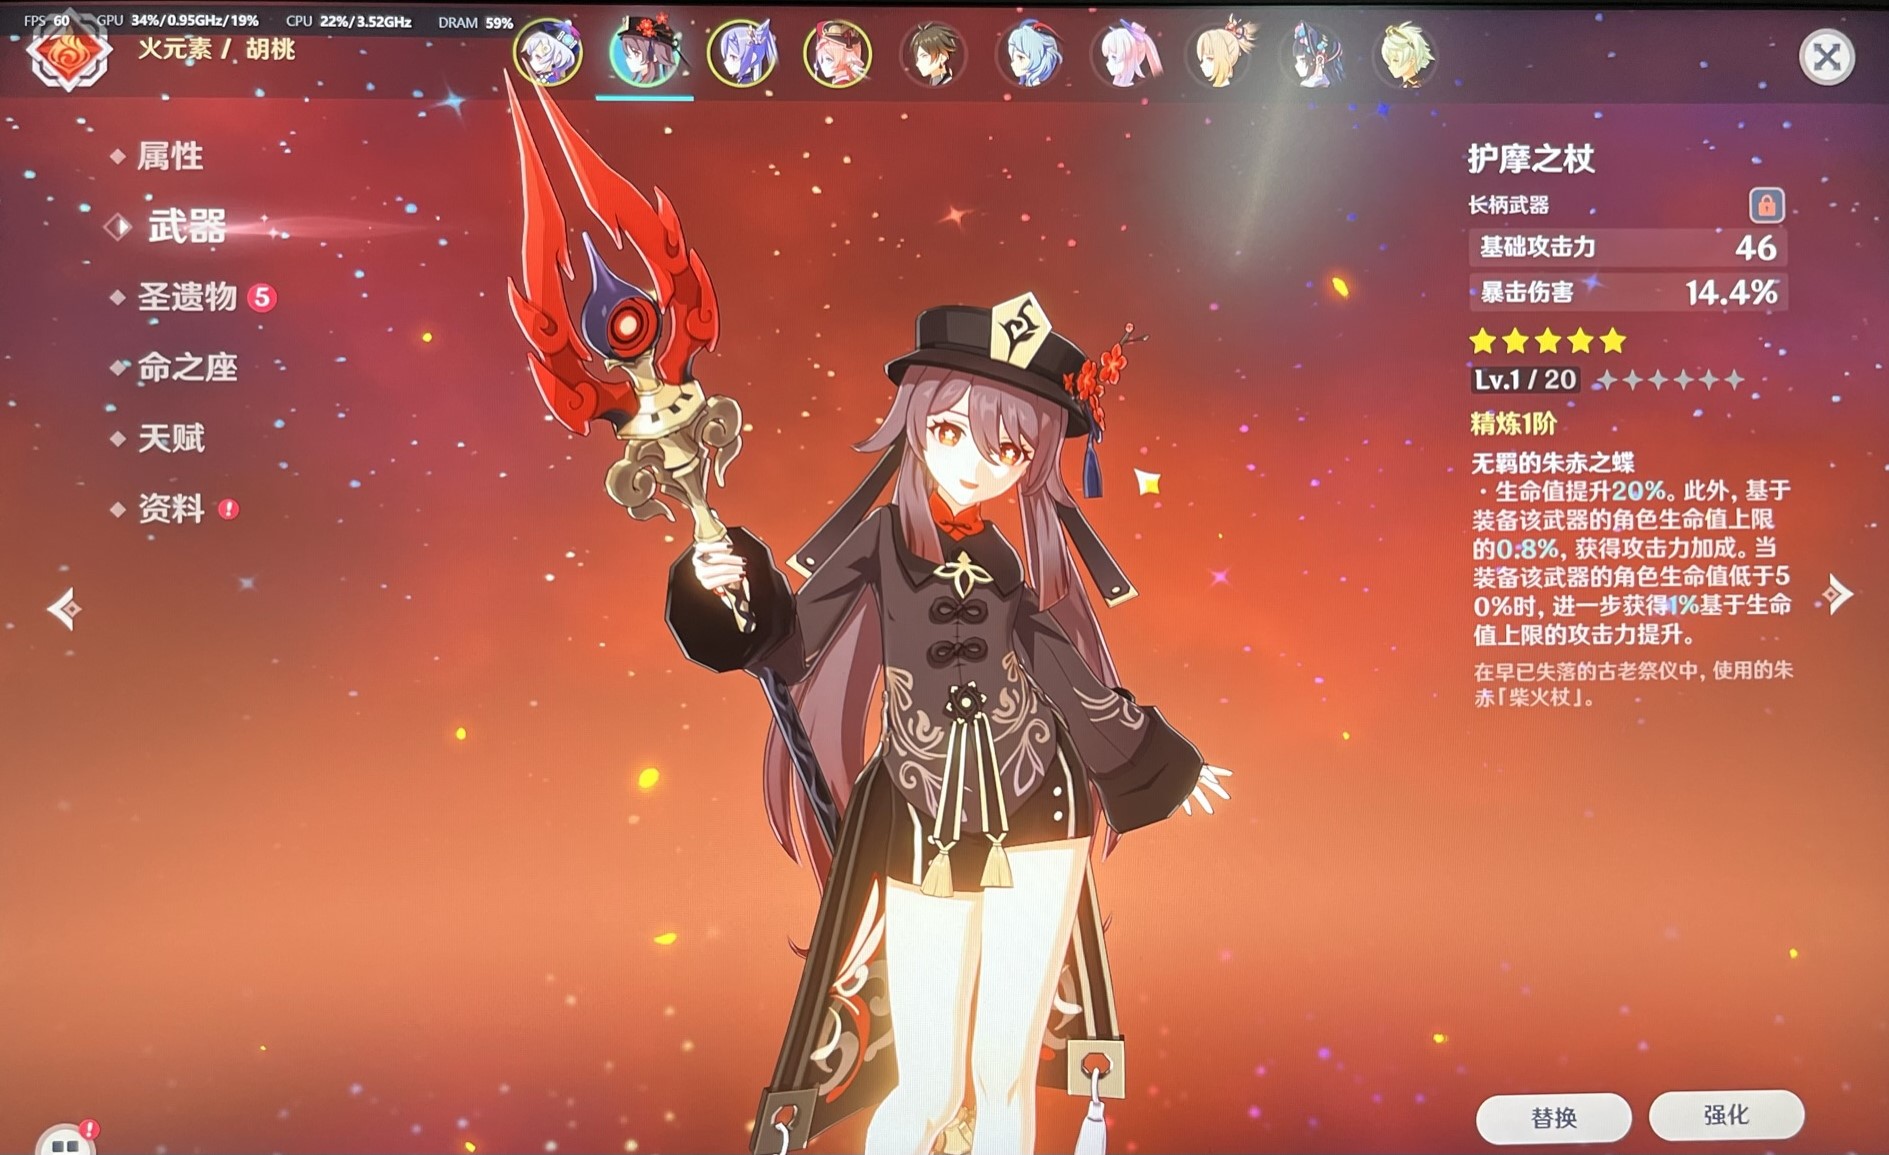 FPS 60 GPU 34%/0.95GHz/19% CPU 22%/3.52GHz DRAM 59%
火元素 / 胡桃
属性
武器
圣遗物 5
命之座
天赋
资料 !
护摩之杖
长柄武器
基础攻击力 46
暴击伤害 14.4%
Lv.1 / 20
精炼1阶
无羁的朱赤之蝶
·生命值提升20%。此外，基于
装备该武器的角色生命值上限
的0.8%，获得攻击力加成。当
装备该武器的角色生命值低于5
0%时，进一步获得1%基于生命
值上限的攻击力提升。
在早已失落的古老祭仪中，使用的朱
赤「柴火杖」。
!
替换 强化